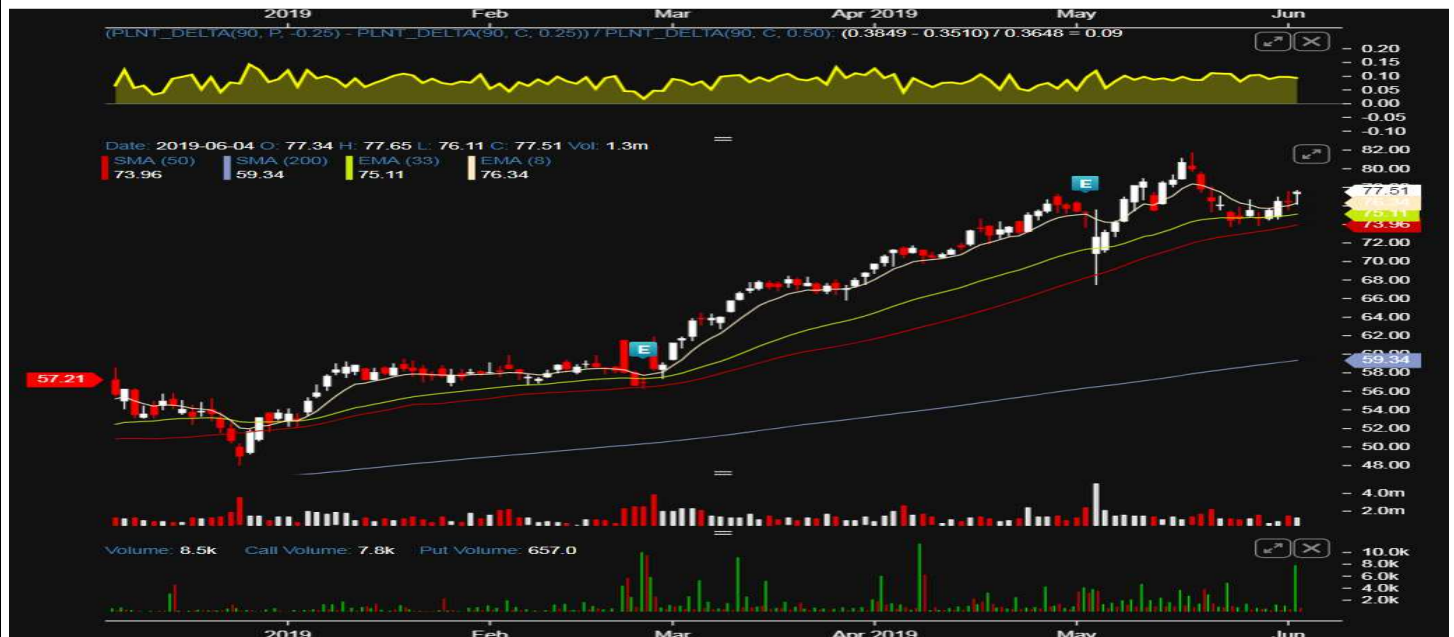 2019 Feb Mar Apr 2019 May Jun
(PLNT_DELTA(90, P, -0.25) - PLNT_DELTA(90, C, 0.25)) / PLNT_DELTA(90, C, 0.50): (0.3849 - 0.3510) / 0.3648 = 0.09
0.20
0.15
0.10
0.05
0.00
-0.05
-0.10
Date: 2019-06-04 O: 77.34 H: 77.65 L: 76.11 C: 77.51 Vol: 1.3m
SMA (50) SMA (200) EMA (33) EMA (8)
73.96 59.34 75.11 76.34
82.00
80.00
E
77.51
76.34
75.11
73.96
72.00
70.00
68.00
66.00
64.00
62.00
E
59.34
58.00
57.21
56.00
54.00
52.00
50.00
48.00
4.0m
2.0m
Volume: 8.5k Call Volume: 7.8k Put Volume: 657.0
10.0k
8.0k
6.0k
4.0k
2.0k
2019 Feb Mar Apr 2019 May Jun